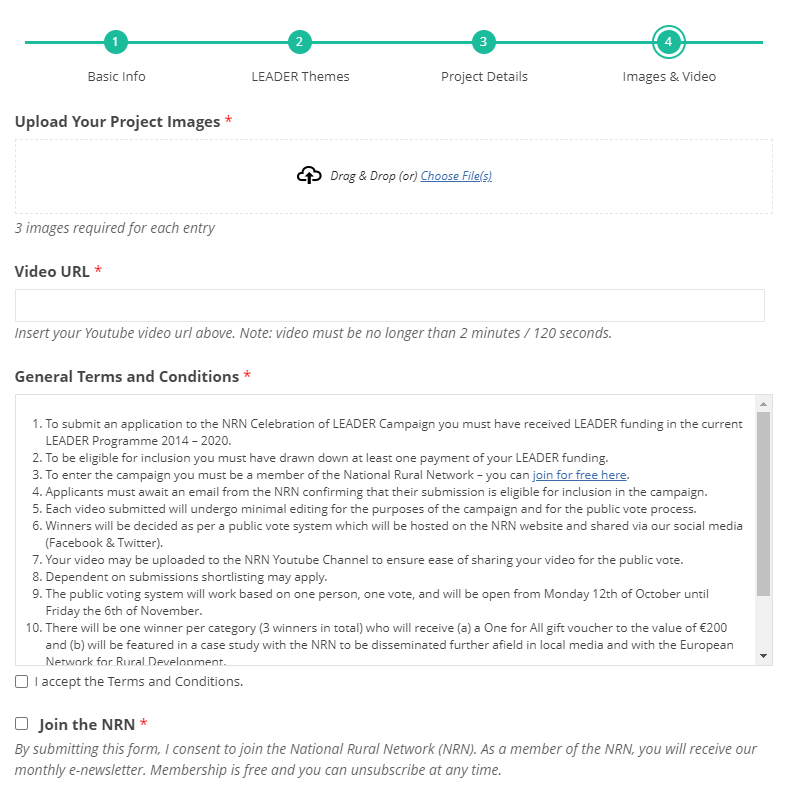 1 2 3 4
Basic Info LEADER Themes Project Details Images & Video
Upload Your Project Images *
Drag & Drop (or) Choose File(s)
3 images required for each entry
Video URL *
Insert your Youtube video url above. Note: video must be no longer than 2 minutes / 120 seconds.
General Terms and Conditions *
1. To submit an application to the NRN Celebration of LEADER Campaign you must have received LEADER funding in the current
LEADER Programme 2014 – 2020.
2. To be eligible for inclusion you must have drawn down at least one payment of your LEADER funding.
3. To enter the campaign you must be a member of the National Rural Network – you can join for free here.
4. Applicants must await an email from the NRN confirming that their submission is eligible for inclusion in the campaign.
5. Each video submitted will undergo minimal editing for the purposes of the campaign and for the public vote process.
6. Winners will be decided as per a public vote system which will be hosted on the NRN website and shared via our social media
(Facebook & Twitter).
7. Your video may be uploaded to the NRN Youtube Channel to ensure ease of sharing your video for the public vote.
8. Dependent on submissions shortlisting may apply.
9. The public voting system will work based on one person, one vote, and will be open from Monday 12th of October until
Friday the 6th of November.
10. There will be one winner per category (3 winners in total) who will receive (a) a One for All gift voucher to the value of €200
and (b) will be featured in a case study with the NRN to be disseminated further afield in local media and with the European
Network for Rural Development.
I accept the Terms and Conditions.
Join the NRN *
By submitting this form, I consent to join the National Rural Network (NRN). As a member of the NRN, you will receive our
monthly e-newsletter. Membership is free and you can unsubscribe at any time.